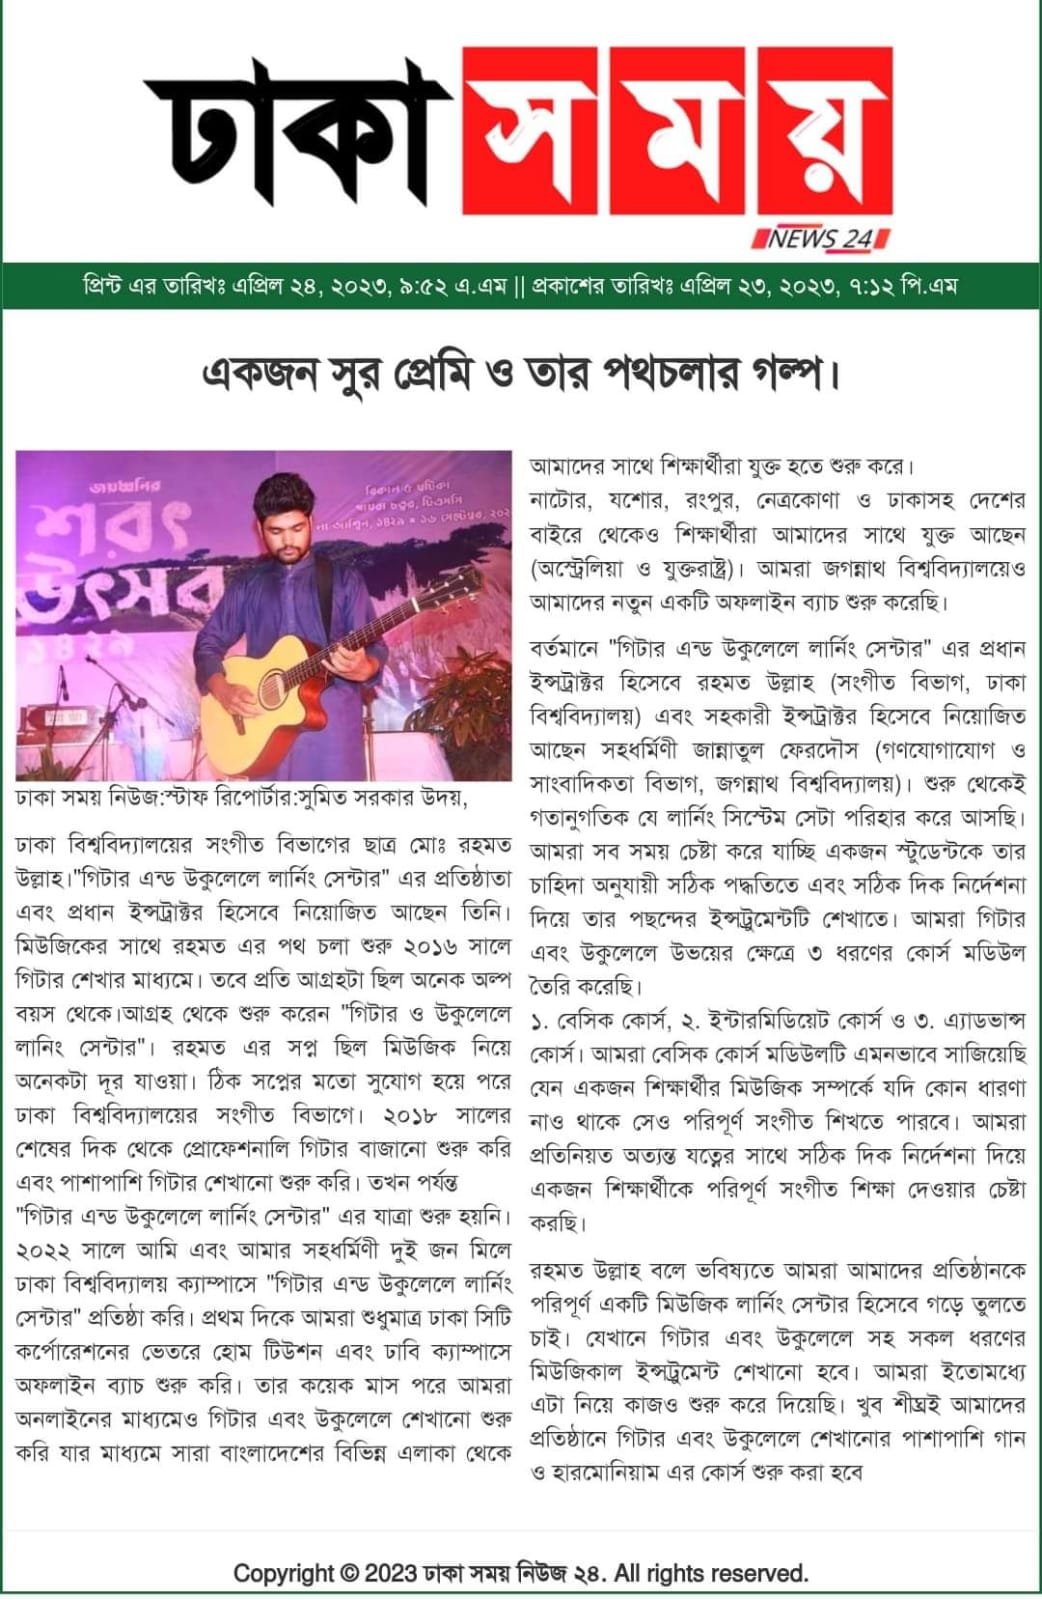 ঢাকা সময়
NEWS 24
প্রিন্ট এর তারিখঃ এপ্রিল ২৪, ২০২৩, ৯:৫২ এ.এম || প্রকাশের তারিখঃ এপ্রিল ২৩, ২০২৩, ৭:১২ পি.এম
একজন সুর প্রেমি ও তার পথচলার গল্প।
জয়ধ্বনির
শরৎ
উৎসব
১৪২৯
বিকাল ৫ ঘটিকা
পায়রা চত্বর, টিএসসি
লা আশ্বিন, ১৪২৯ × ১৬ সেপ্টেম্বর, ২০২
ঢাকা সময় নিউজ:স্টাফ রিপোর্টার:সুমিত সরকার উদয়,
ঢাকা বিশ্ববিদ্যালয়ের সংগীত বিভাগের ছাত্র মোঃ রহমত
উল্লাহ।"গিটার এন্ড উকুলেলে লার্নিং সেন্টার" এর প্রতিষ্ঠাতা
এবং প্রধান ইন্সট্রাক্টর হিসেবে নিয়োজিত আছেন তিনি।
মিউজিকের সাথে রহমত এর পথ চলা শুরু ২০১৬ সালে
গিটার শেখার মাধ্যমে। তবে প্রতি আগ্রহটা ছিল অনেক অল্প
বয়স থেকে।আগ্রহ থেকে শুরু করেন "গিটার ও উকুলেলে
লানিং সেন্টার"। রহমত এর সপ্ন ছিল মিউজিক নিয়ে
অনেকটা দূর যাওয়া। ঠিক সপ্নের মতো সুযোগ হয়ে পরে
ঢাকা বিশ্ববিদ্যালয়ের সংগীত বিভাগে। ২০১৮ সালের
শেষের দিক থেকে প্রোফেশনালি গিটার বাজানো শুরু করি
এবং পাশাপাশি গিটার শেখানো শুরু করি। তখন পর্যন্ত
"গিটার এন্ড উকুলেলে লার্নিং সেন্টার" এর যাত্রা শুরু হয়নি।
২০২২ সালে আমি এবং আমার সহধর্মিণী দুই জন মিলে
ঢাকা বিশ্ববিদ্যালয় ক্যাম্পাসে "গিটার এন্ড উকুলেলে লার্নিং
সেন্টার" প্রতিষ্ঠা করি। প্রথম দিকে আমরা শুধুমাত্র ঢাকা সিটি
কর্পোরেশনের ভেতরে হোম টিউশন এবং ঢাবি ক্যাম্পাসে
অফলাইন ব্যাচ শুরু করি। তার কয়েক মাস পরে আমরা
অনলাইনের মাধ্যমেও গিটার এবং উকুলেলে শেখানো শুরু
করি যার মাধ্যমে সারা বাংলাদেশের বিভিন্ন এলাকা থেকে
আমাদের সাথে শিক্ষার্থীরা যুক্ত হতে শুরু করে।
নাটোর, যশোর, রংপুর, নেত্রকোণা ও ঢাকাসহ দেশের
বাইরে থেকেও শিক্ষার্থীরা আমাদের সাথে যুক্ত আছেন
(অস্ট্রেলিয়া ও যুক্তরাষ্ট্র)। আমরা জগন্নাথ বিশ্ববিদ্যালয়েও
আমাদের নতুন একটি অফলাইন ব্যাচ শুরু করেছি।
বর্তমানে "গিটার এন্ড উকুলেলে লার্নিং সেন্টার" এর প্রধান
ইন্সট্রাক্টর হিসেবে রহমত উল্লাহ (সংগীত বিভাগ, ঢাকা
বিশ্ববিদ্যালয়) এবং সহকারী ইন্সট্রাক্টর হিসেবে নিয়োজিত
আছেন সহধর্মিণী জান্নাতুল ফেরদৌস (গণযোগাযোগ ও
সাংবাদিকতা বিভাগ, জগন্নাথ বিশ্ববিদ্যালয়)। শুরু থেকেই
গতানুগতিক যে লার্নিং সিস্টেম সেটা পরিহার করে আসছি।
আমরা সব সময় চেষ্টা করে যাচ্ছি একজন স্টুডেন্টকে তার
চাহিদা অনুযায়ী সঠিক পদ্ধতিতে এবং সঠিক দিক নির্দেশনা
দিয়ে তার পছন্দের ইন্সট্রুমেন্টটি শেখাতে। আমরা গিটার
এবং উকুলেলে উভয়ের ক্ষেত্রে ৩ ধরণের কোর্স মডিউল
তৈরি করেছি।
১. বেসিক কোর্স, ২. ইন্টারমিডিয়েট কোর্স ও ৩. এ্যাডভান্স
কোর্স। আমরা বেসিক কোর্স মডিউলটি এমনভাবে সাজিয়েছি
যেন একজন শিক্ষার্থীর মিউজিক সম্পর্কে যদি কোন ধারণা
নাও থাকে সেও পরিপূর্ণ সংগীত শিখতে পারবে। আমরা
প্রতিনিয়ত অত্যন্ত যত্নের সাথে সঠিক দিক নির্দেশনা দিয়ে
একজন শিক্ষার্থীকে পরিপূর্ণ সংগীত শিক্ষা দেওয়ার চেষ্টা
করছি।
রহমত উল্লাহ বলে ভবিষ্যতে আমরা আমাদের প্রতিষ্ঠানকে
পরিপূর্ণ একটি মিউজিক লার্নিং সেন্টার হিসেবে গড়ে তুলতে
চাই। যেখানে গিটার এবং উকুলেলে সহ সকল ধরণের
মিউজিকাল ইন্সট্রুমেন্ট শেখানো হবে। আমরা ইতোমধ্যে
এটা নিয়ে কাজও শুরু করে দিয়েছি। খুব শীঘ্রই আমাদের
প্রতিষ্ঠানে গিটার এবং উকুলেলে শেখানোর পাশাপাশি গান
ও হারমোনিয়াম এর কোর্স শুরু করা হবে
Copyright © 2023 ঢাকা সময় নিউজ ২৪. All rights reserved.